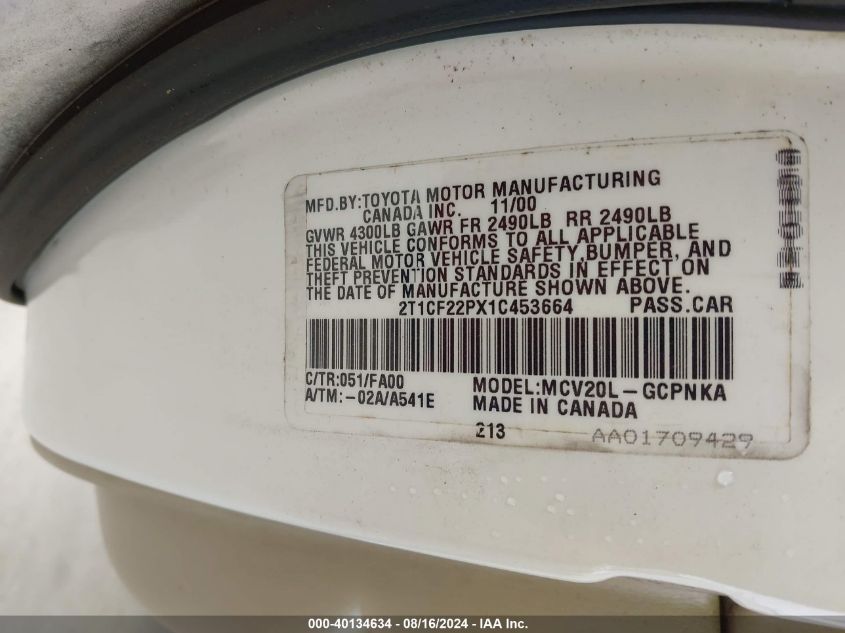 MFD.BY:TOYOTA MOTOR MANUFACTURING
CANADA INC. 11/00
GVWR 4300LB GAWR FR 2490LB RR 2490LB
THIS VEHICLE CONFORMS TO ALL APPLICABLE
FEDERAL MOTOR VEHICLE SAFETY,BUMPER, AND
THEFT PREVENTION STANDARDS IN EFFECT ON
THE DATE OF MANUFACTURE SHOWN ABOVE.
2T1CF22PX1C453664 PASS.CAR
C/TR:051/FA00 MODEL:MCV20L-GCPNKA
A/TM:-02A/A541E MADE IN CANADA
213 AA01709429
000-40134634 - 08/16/2024 - IAA Inc.